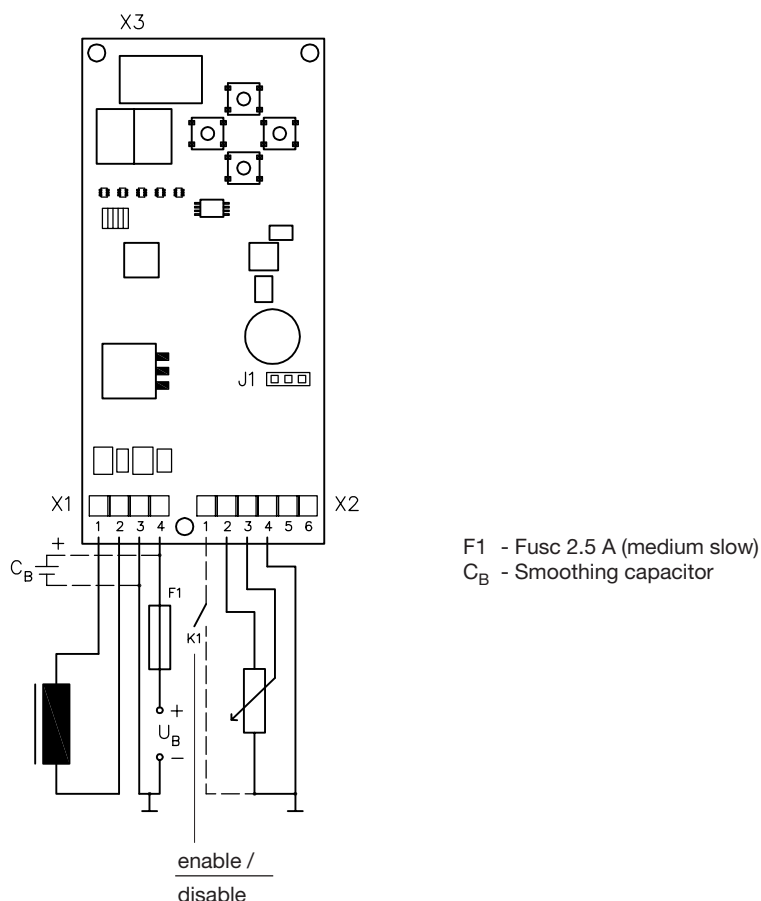 X3
J1
X1
X2
1 2 3 4
1 2 3 4 5 6
+
C_B
F1
K1
+
U_B
−
enable /
disable
F1 - Fusc 2.5 A (medium slow)
C_B - Smoothing capacitor